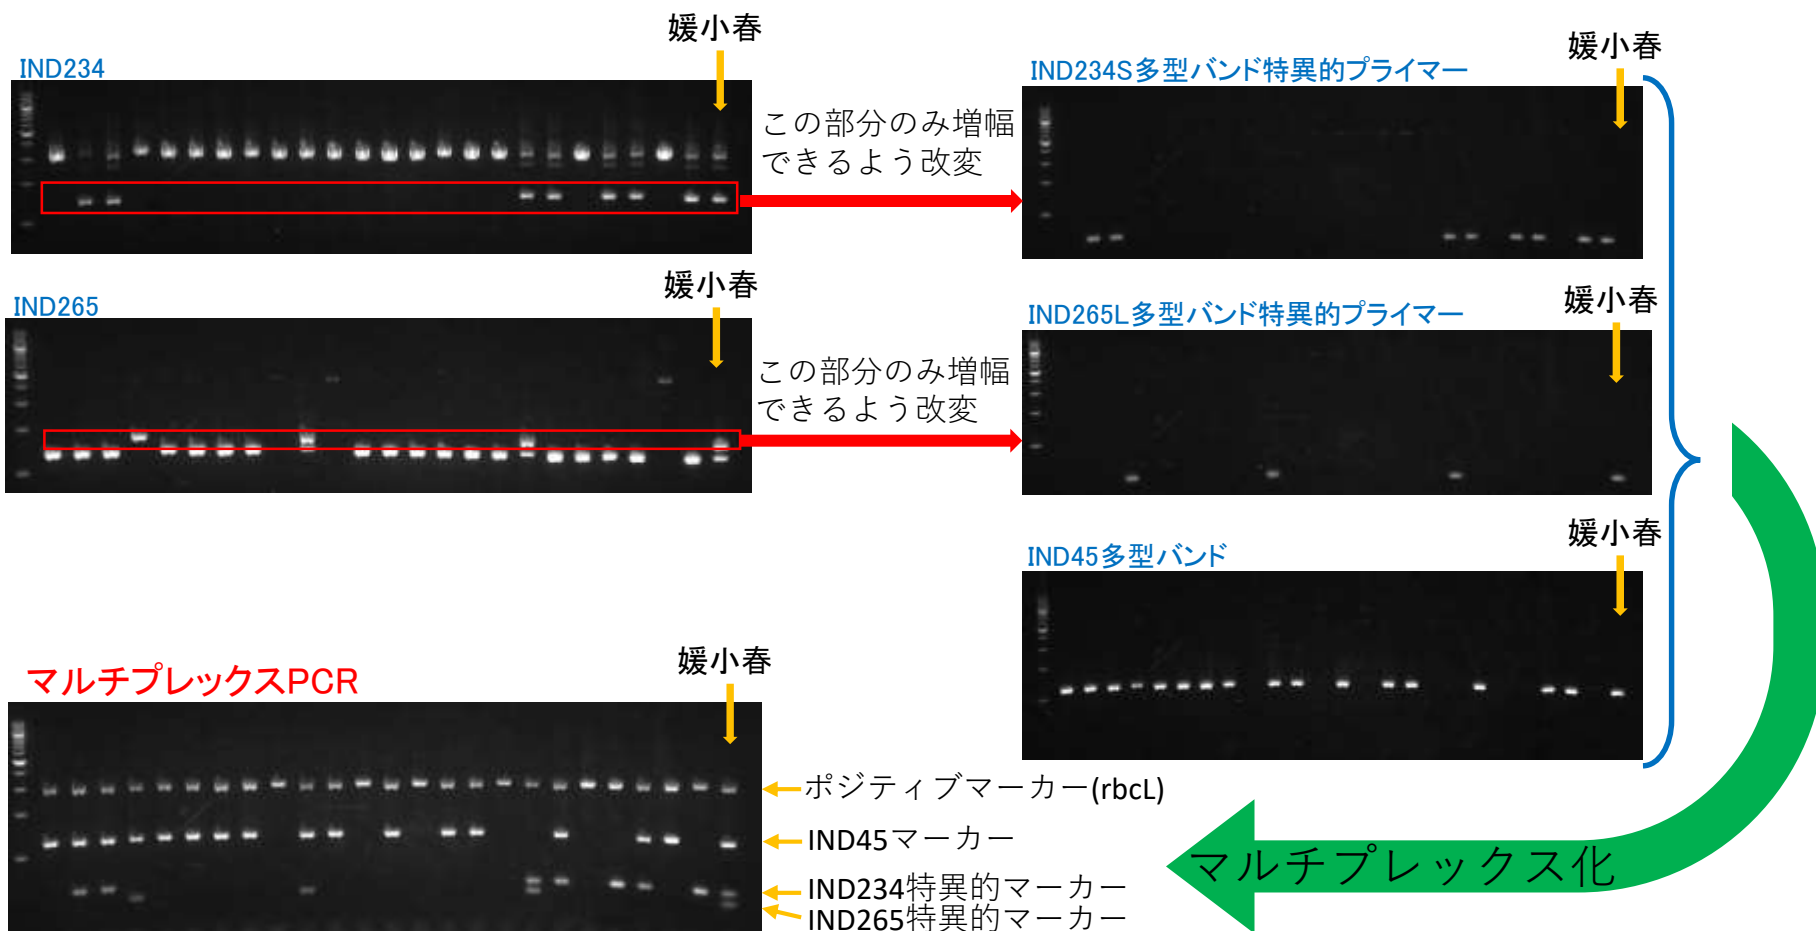 媛小春
IND234
この部分のみ増幅
できるよう改変
媛小春
IND234S多型バンド特異的プライマー
媛小春
IND265
この部分のみ増幅
できるよう改変
媛小春
IND265L多型バンド特異的プライマー
媛小春
IND45多型バンド
媛小春
マルチプレックスPCR
ポジティブマーカー(rbcL)
IND45マーカー
IND234特異的マーカー
IND265特異的マーカー
マルチプレックス化